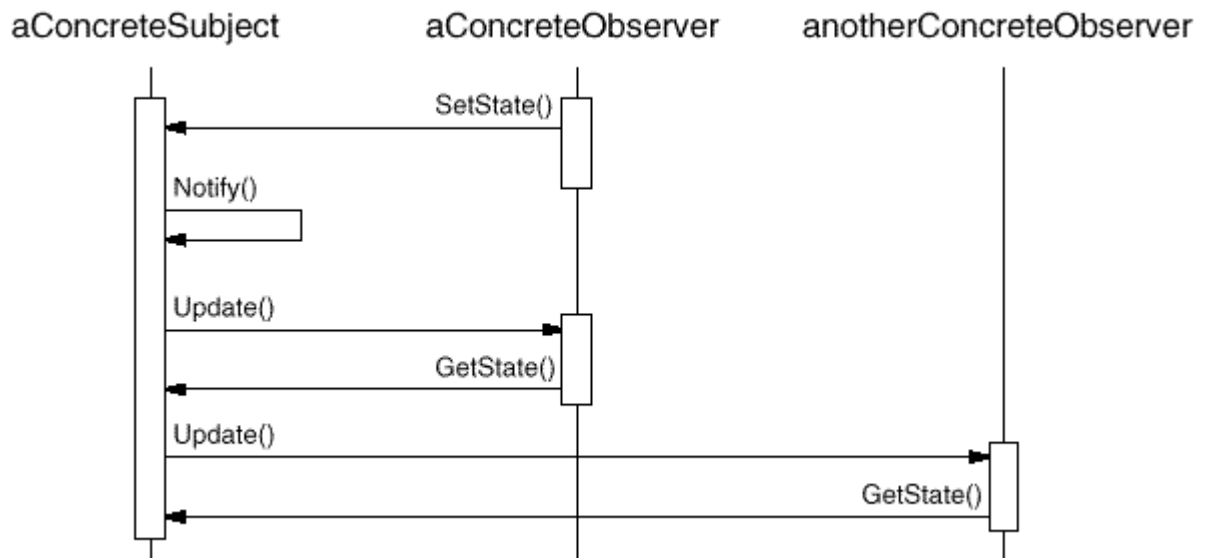 aConcreteSubject aConcreteObserver anotherConcreteObserver
SetState()
Notify()
Update()
GetState()
Update()
GetState()